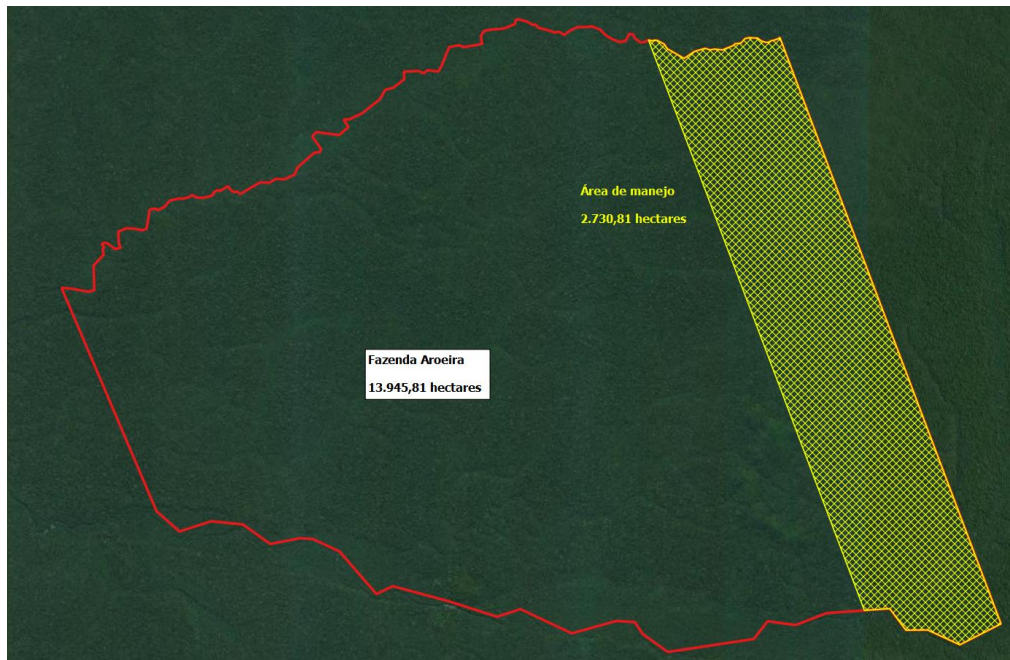 Área de manejo
2.730,81 hectares
Fazenda Aroeira
13.945,81 hectares